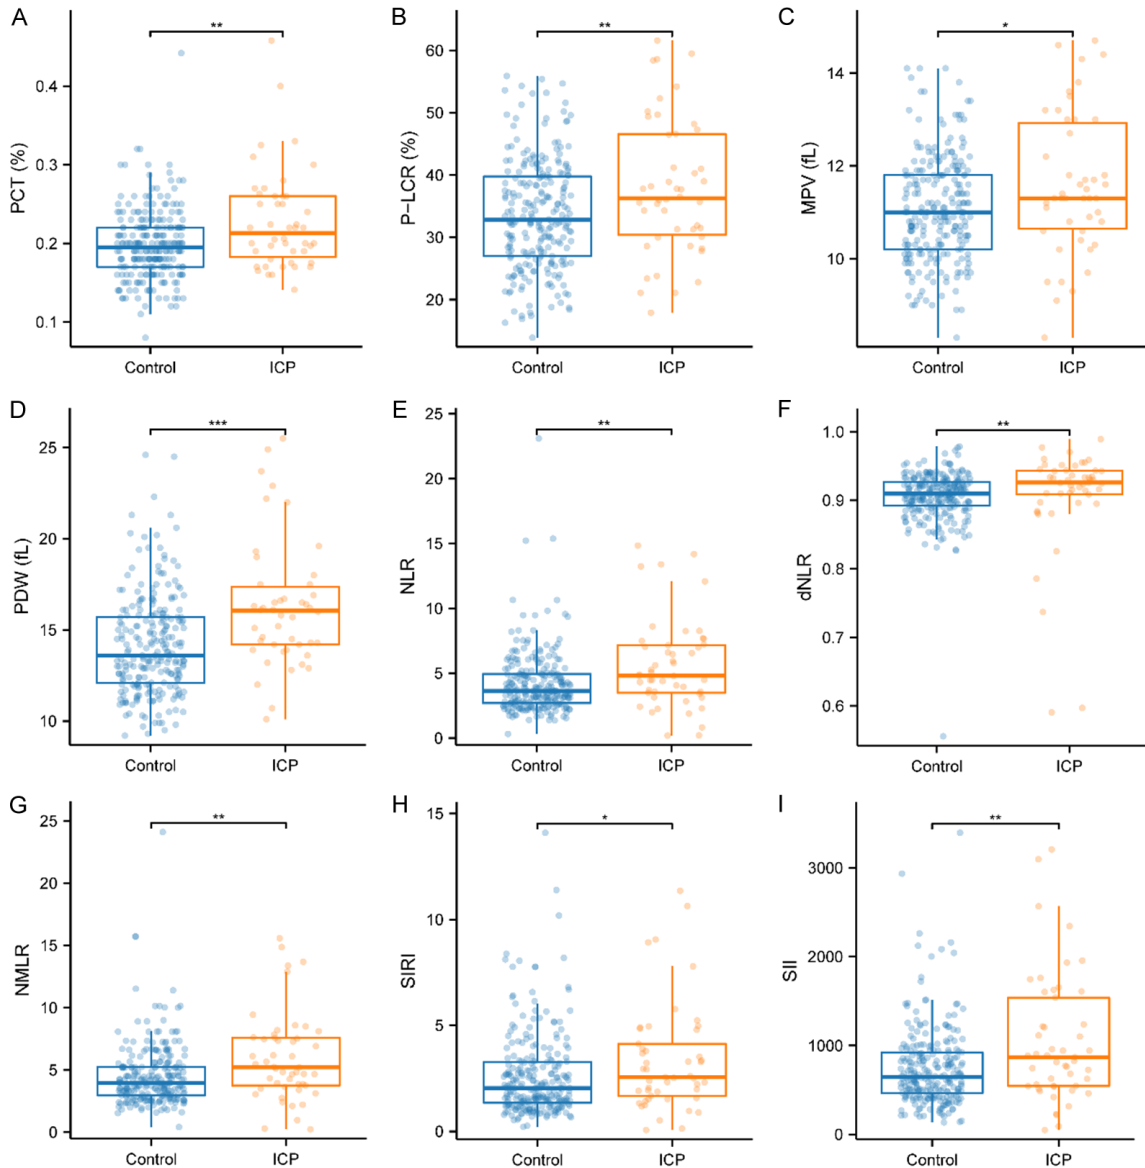 A
**
PCT (%)
0.4
0.3
0.2
0.1
Control
ICP
B
**
P-LCR (%)
60
50
40
30
20
Control
ICP
C
*
MPV (fL)
14
12
10
Control
ICP
D
***
PDW (fL)
25
20
15
10
Control
ICP
E
**
NLR
25
20
15
10
5
0
Control
ICP
F
**
dNLR
1.0
0.9
0.8
0.7
0.6
Control
ICP
G
**
NMLR
25
20
15
10
5
0
Control
ICP
H
*
SIRI
15
10
5
0
Control
ICP
I
**
SII
3000
2000
1000
0
Control
ICP